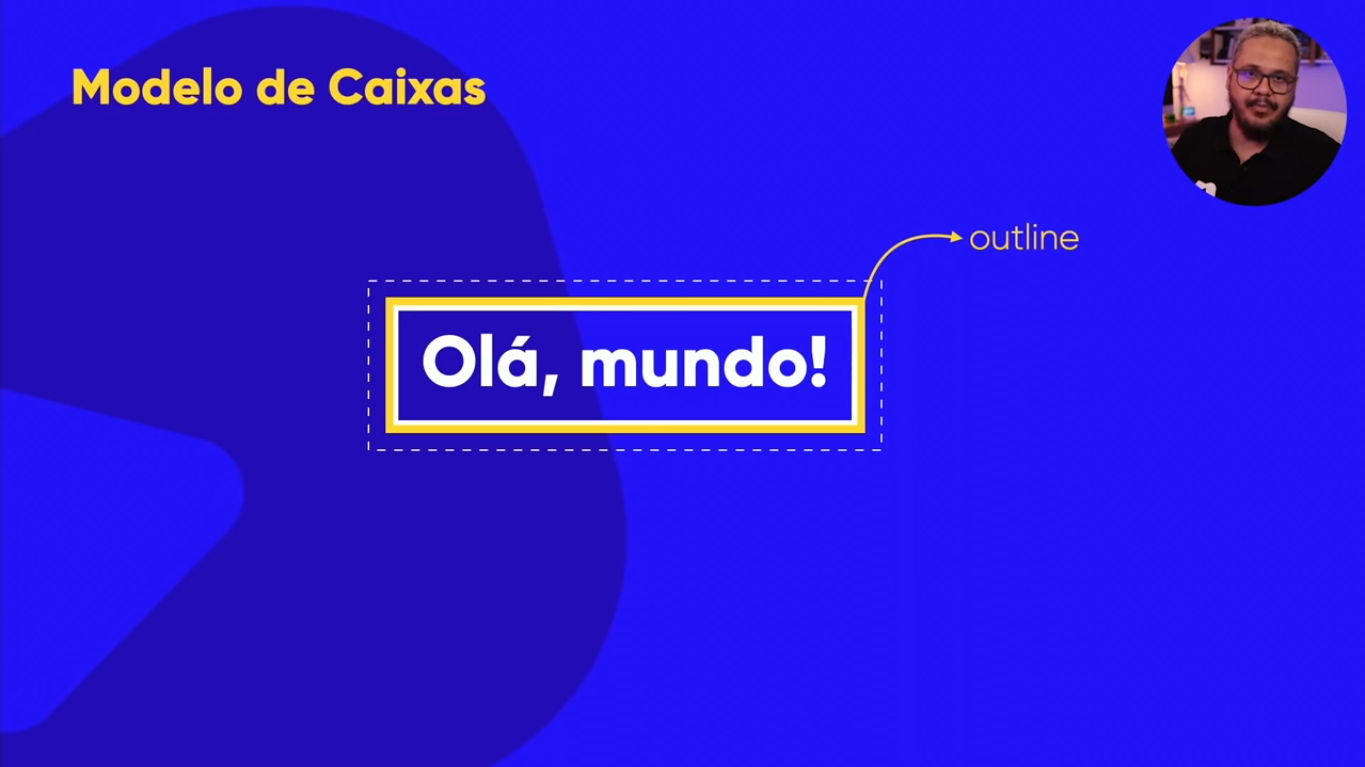 Modelo de Caixas
outline
Olá, mundo!